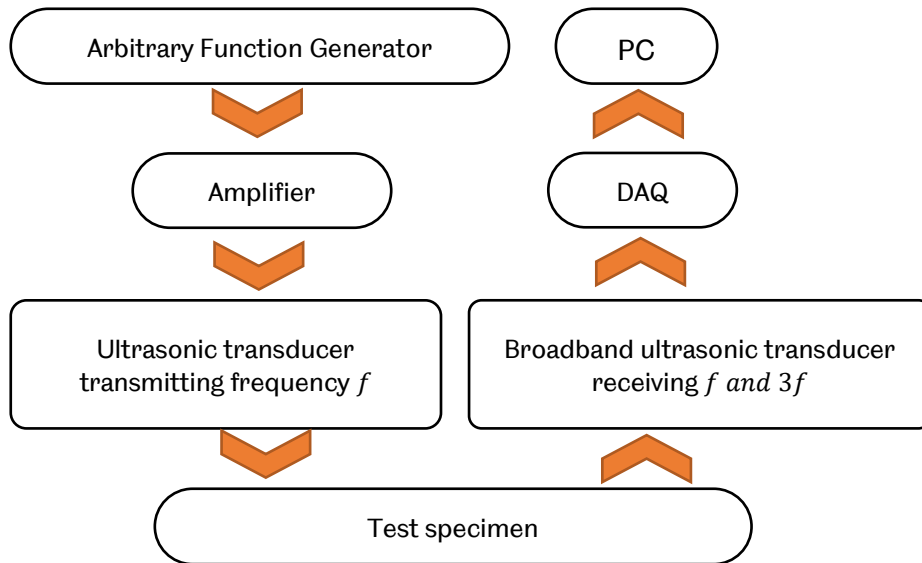 Arbitrary Function Generator
PC
Amplifier
DAQ
Ultrasonic transducer
transmitting frequency 𝑓
Broadband ultrasonic transducer
receiving 𝑓 𝑎𝑛𝑑 3𝑓
Test specimen